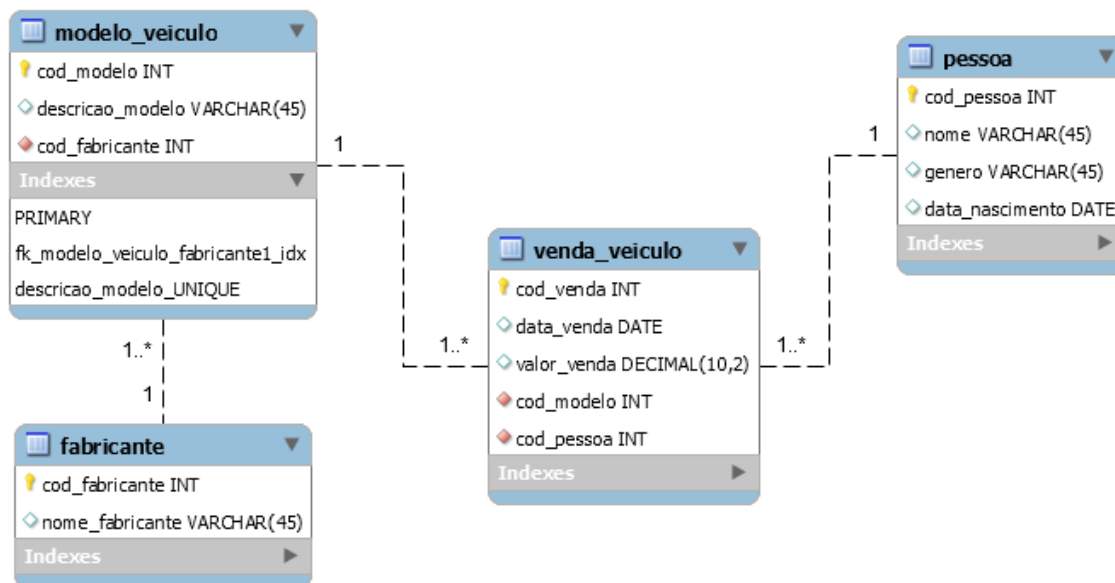 modelo_veiculo
cod_modelo INT
descricao_modelo VARCHAR(45)
cod_fabricante INT
Indexes
PRIMARY
fk_modelo_veiculo_fabricante1_idx
descricao_modelo_UNIQUE
1
1..*
1..*
1
fabricante
cod_fabricante INT
nome_fabricante VARCHAR(45)
Indexes
venda_veiculo
cod_venda INT
data_venda DATE
valor_venda DECIMAL(10,2)
cod_modelo INT
cod_pessoa INT
Indexes
1..*
1
pessoa
cod_pessoa INT
nome VARCHAR(45)
genero VARCHAR(45)
data_nascimento DATE
Indexes